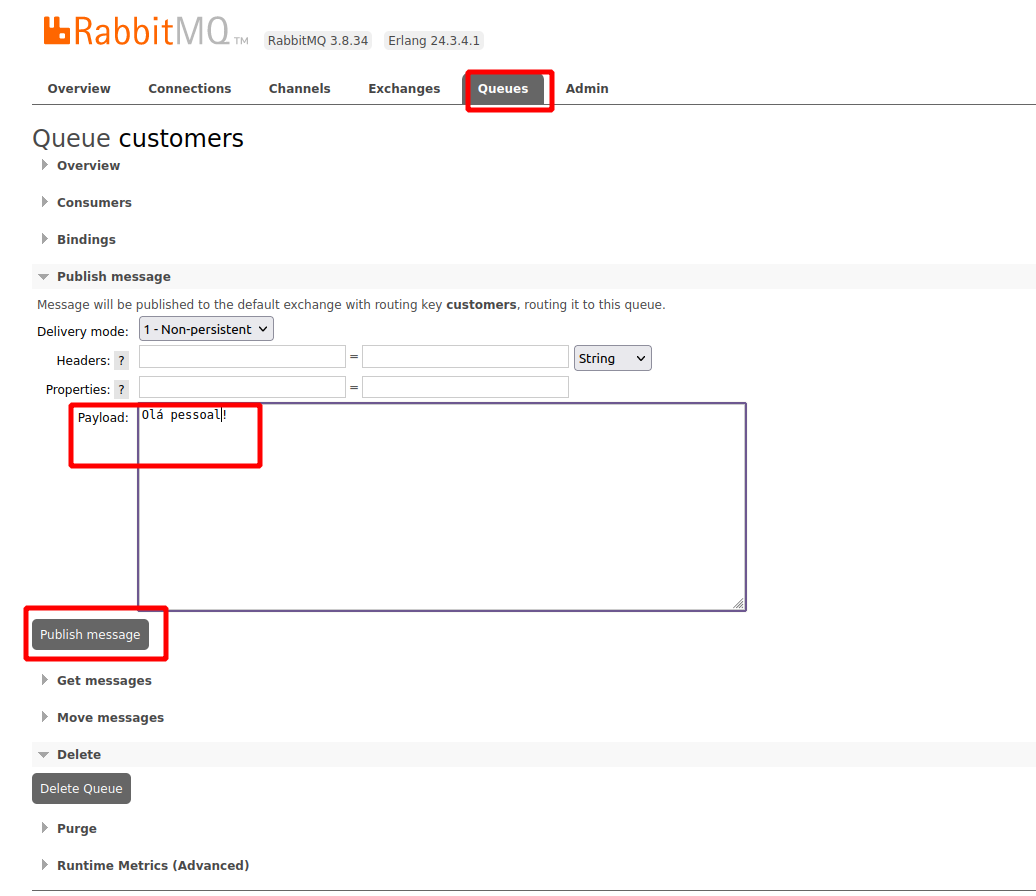 RabbitMQ TM RabbitMQ 3.8.34 Erlang 24.3.4.1
Overview Connections Channels Exchanges Queues Admin
Queue customers
Overview
Consumers
Bindings
Publish message
Message will be published to the default exchange with routing key customers, routing it to this queue.
Delivery mode: 1 - Non-persistent
Headers: ? = String
Properties: ? =
Payload: Olá pessoal!
Publish message
Get messages
Move messages
Delete
Delete Queue
Purge
Runtime Metrics (Advanced)